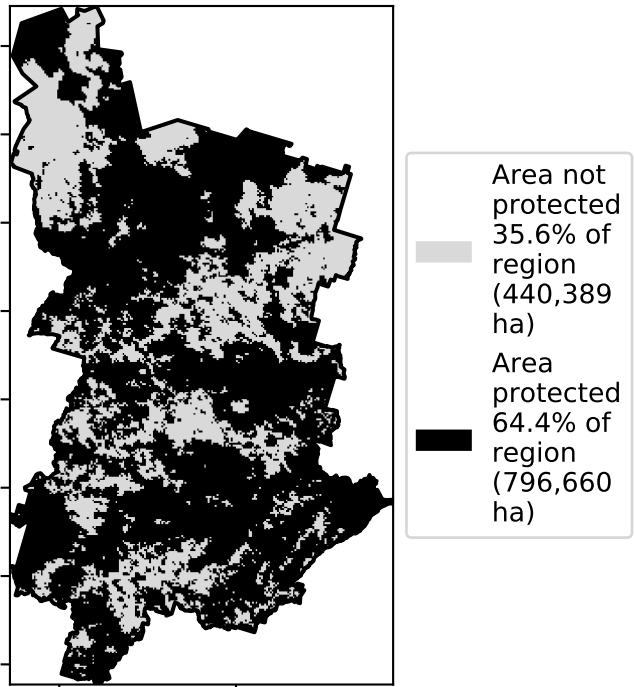 Area not
protected
35.6% of
region
(440,389
ha)
Area
protected
64.4% of
region
(796,660
ha)